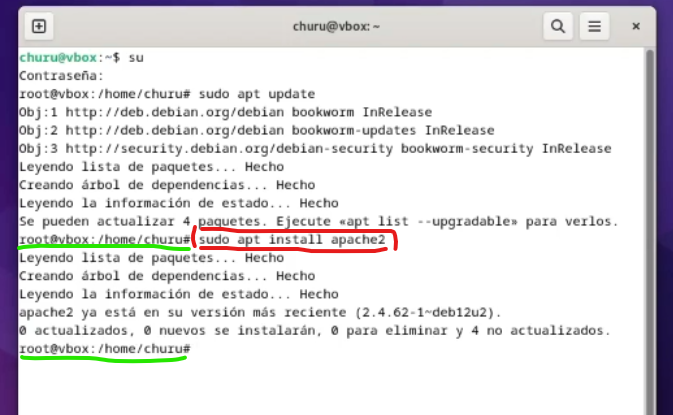 churu@vbox: ~
churu@vbox:~$ su
Contraseña:
root@vbox:/home/churu# sudo apt update
Obj:1 http://deb.debian.org/debian bookworm InRelease
Obj:2 http://deb.debian.org/debian bookworm-updates InRelease
Obj:3 http://security.debian.org/debian-security bookworm-security InRelease
Leyendo lista de paquetes... Hecho
Creando árbol de dependencias... Hecho
Leyendo la información de estado... Hecho
Se pueden actualizar 4 paquetes. Ejecute «apt list --upgradable» para verlos.
root@vbox:/home/churu# sudo apt install apache2
Leyendo lista de paquetes... Hecho
Creando árbol de dependencias... Hecho
Leyendo la información de estado... Hecho
apache2 ya está en su versión más reciente (2.4.62-1~deb12u2).
0 actualizados, 0 nuevos se instalarán, 0 para eliminar y 4 no actualizados.
root@vbox:/home/churu#